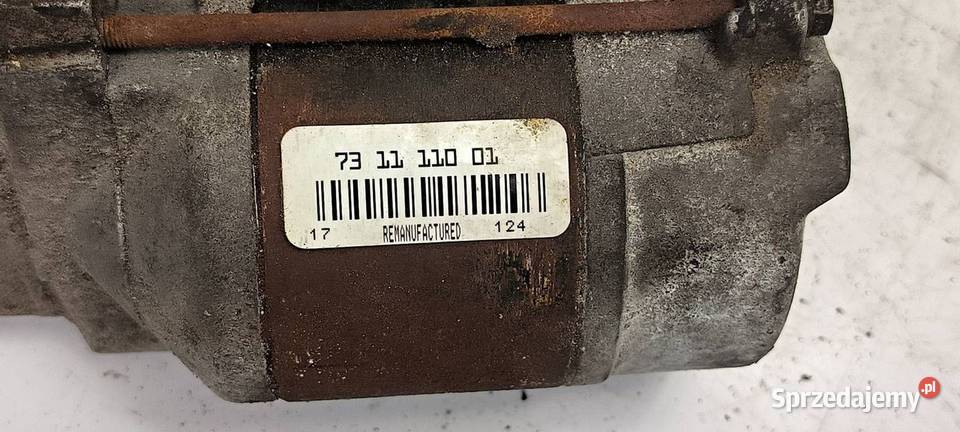 73 11 110 01
17 REMANUFACTURED 124
Sprzedajemy.pl